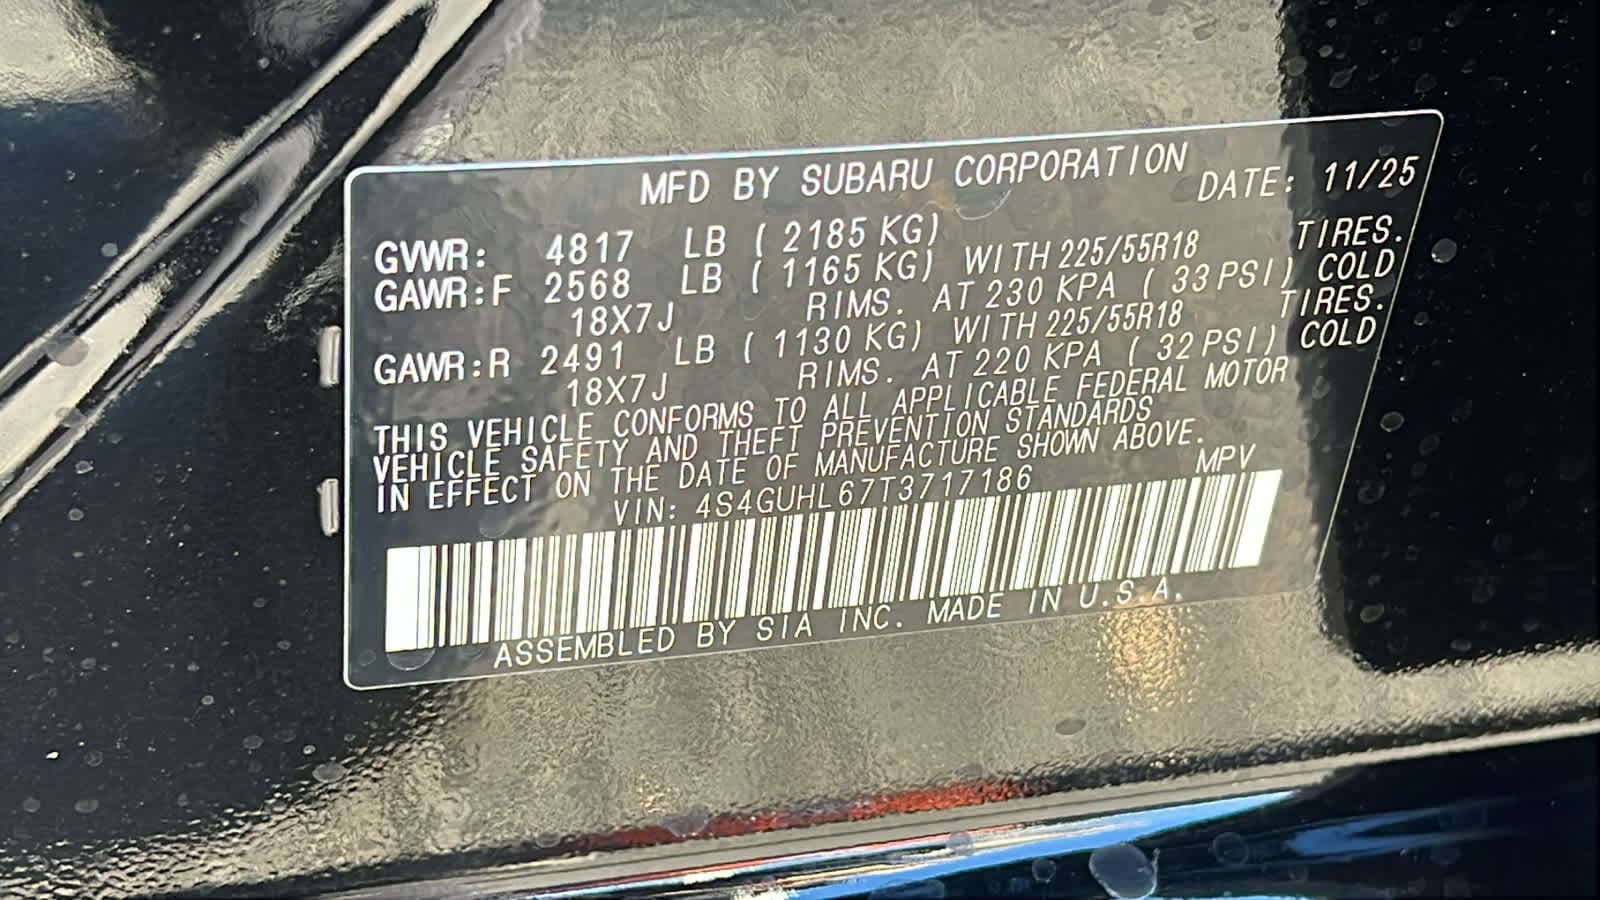 MFD BY SUBARU CORPORATION DATE: 11/25
GVWR: 4817 LB ( 2185 KG)
GAWR:F 2568 LB ( 1165 KG) WITH 225/55R18 TIRES.
18X7J RIMS. AT 230 KPA ( 33 PSI) COLD
GAWR:R 2491 LB ( 1130 KG) WITH 225/55R18 TIRES.
18X7J RIMS. AT 220 KPA ( 32 PSI) COLD
THIS VEHICLE CONFORMS TO ALL APPLICABLE FEDERAL MOTOR
VEHICLE SAFETY AND THEFT PREVENTION STANDARDS
IN EFFECT ON THE DATE OF MANUFACTURE SHOWN ABOVE.
VIN: 4S4GUHL67T3717186 MPV
ASSEMBLED BY SIA INC. MADE IN U.S.A.